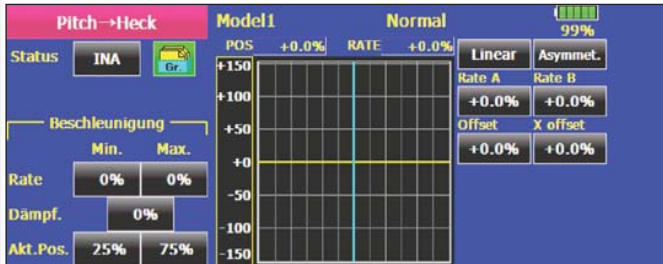 Pitch→Heck
Model1
Normal
99%
Status
INA
Gr.
POS
+0.0%
RATE
+0.0%
Linear
Asymmet.
Rate A
Rate B
+0.0%
+0.0%
Offset
X offset
+0.0%
+0.0%
Beschleunigung
Min.
Max.
Rate
0%
0%
Dämpf.
0%
Akt.Pos.
25%
75%
+150
+100
+50
+0
-50
-100
-150